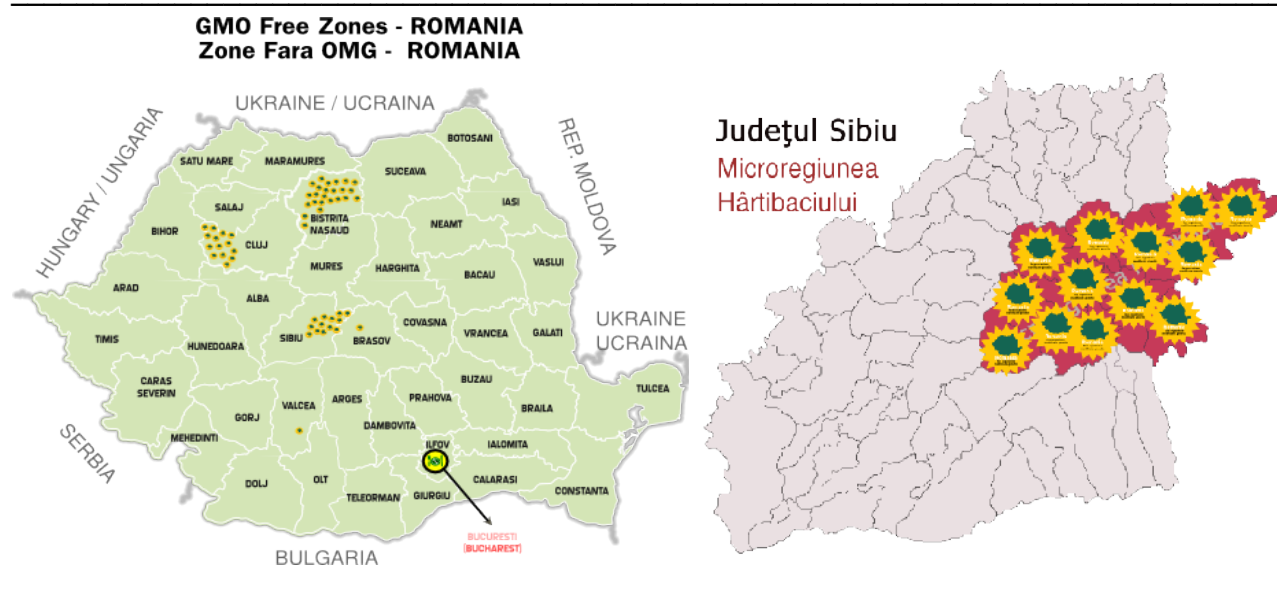 GMO Free Zones - ROMANIA
Zone Fara OMG - ROMANIA
UKRAINE / UCRAINA
HUNGARY / UNGARIA
REP. MOLDOVA
BOTOSANI
SATU MARE
MARAMURES
SUCEAVA
SALAJ
IASI
BISTRITA
NASAUD
NEAMT
BIHOR
CLUJ
MURES
HARGHITA
BACAU
VASLUI
ARAD
ALBA
COVASNA
UKRAINE
UCRAINA
TIMIS
HUNEDOARA
SIBIU
BRASOV
VRANCEA
GALATI
CARAS
SEVERIN
BUZAU
TULCEA
GORJ
VALCEA
ARGES
PRAHOVA
BRAILA
MEHEDINTI
DAMBOVITA
ILFOV
IALOMITA
SERBIA
DOLJ
OLT
TELEORMAN
GIURGIU
CALARASI
CONSTANTA
BUCURESTI
(BUCHAREST)
BULGARIA
Judeţul Sibiu
Microregiunea
Hârtibaciului